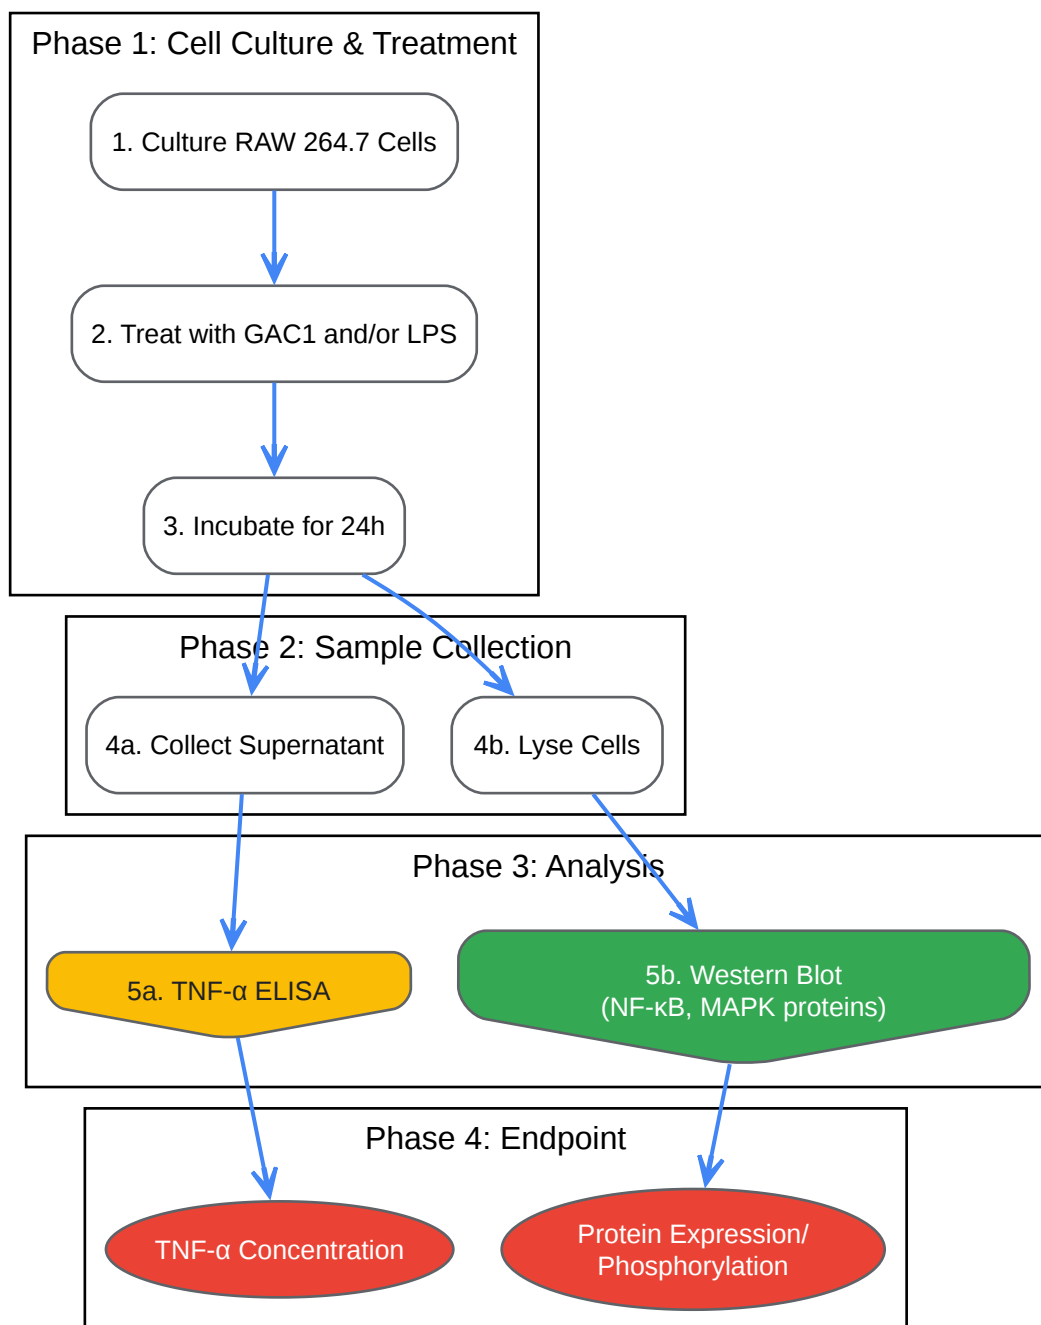 Phase 1: Cell Culture & Treatment
1. Culture RAW 264.7 Cells
2. Treat with GAC1 and/or LPS
3. Incubate for 24h
Phase 2: Sample Collection
4a. Collect Supernatant
4b. Lyse Cells
Phase 3: Analysis
5a. TNF-α ELISA
5b. Western Blot
(NF-κB, MAPK proteins)
Phase 4: Endpoint
TNF-α Concentration
Protein Expression/
Phosphorylation